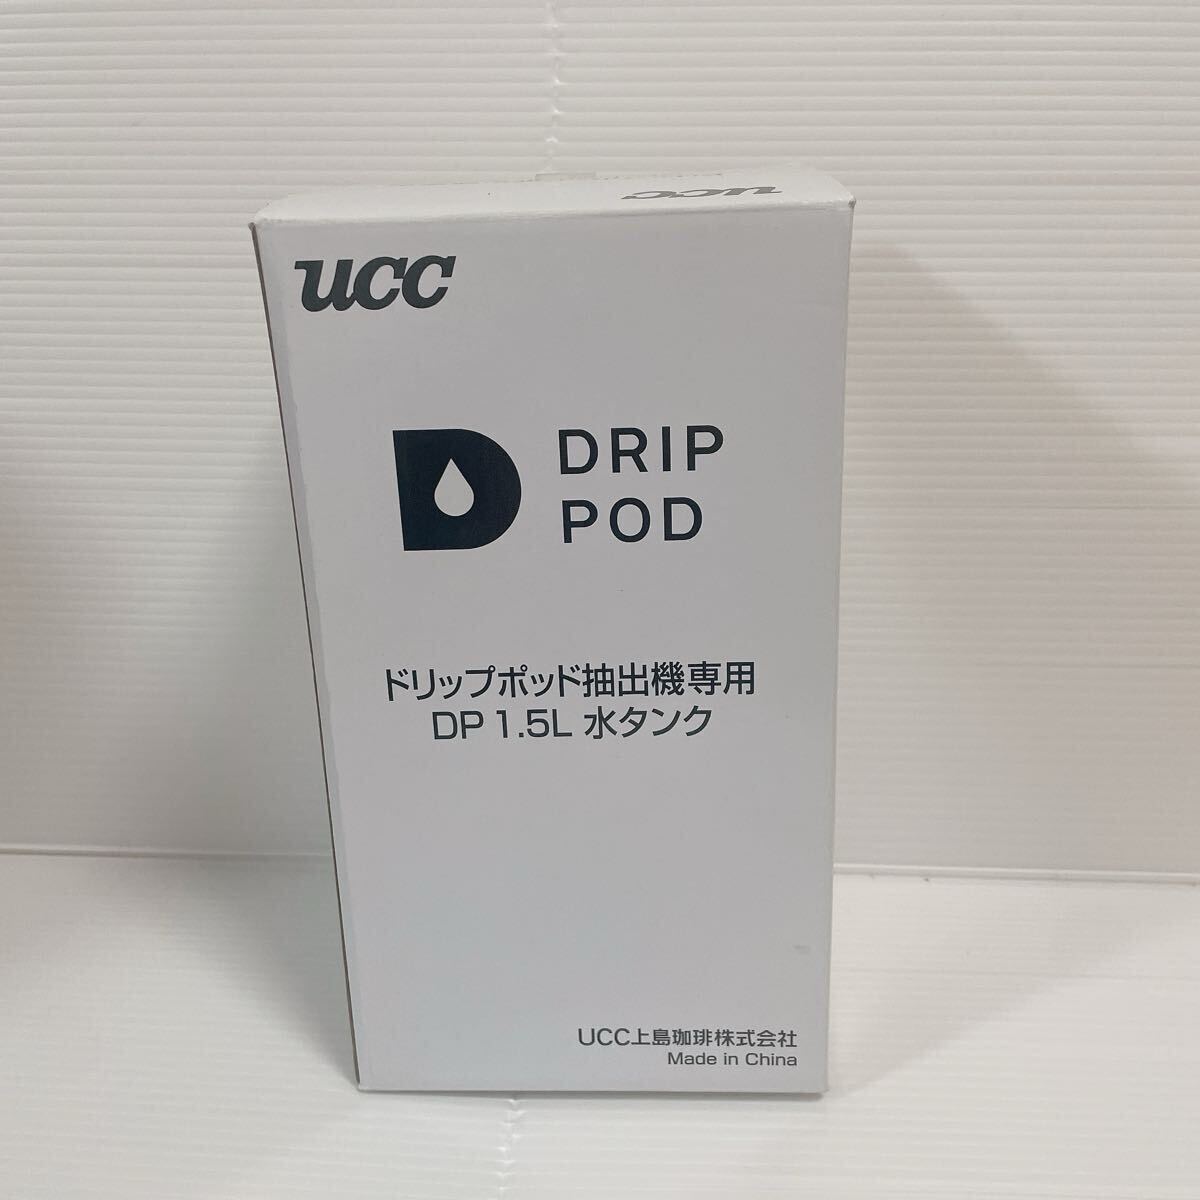 ucc
ucc
DRIP
POD
ドリップポッド抽出機専用
DP 1.5L 水タンク
UCC上島珈琲株式会社
Made in China